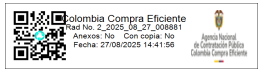 Colombia Compra Eficiente
Rad No. 2_2025_08_27_008881
Anexos: No Con copia: No
Fecha: 27/08/2025 14:41:56
Agencia Nacional
de Contratación Pública
Colombia Compra Eficiente